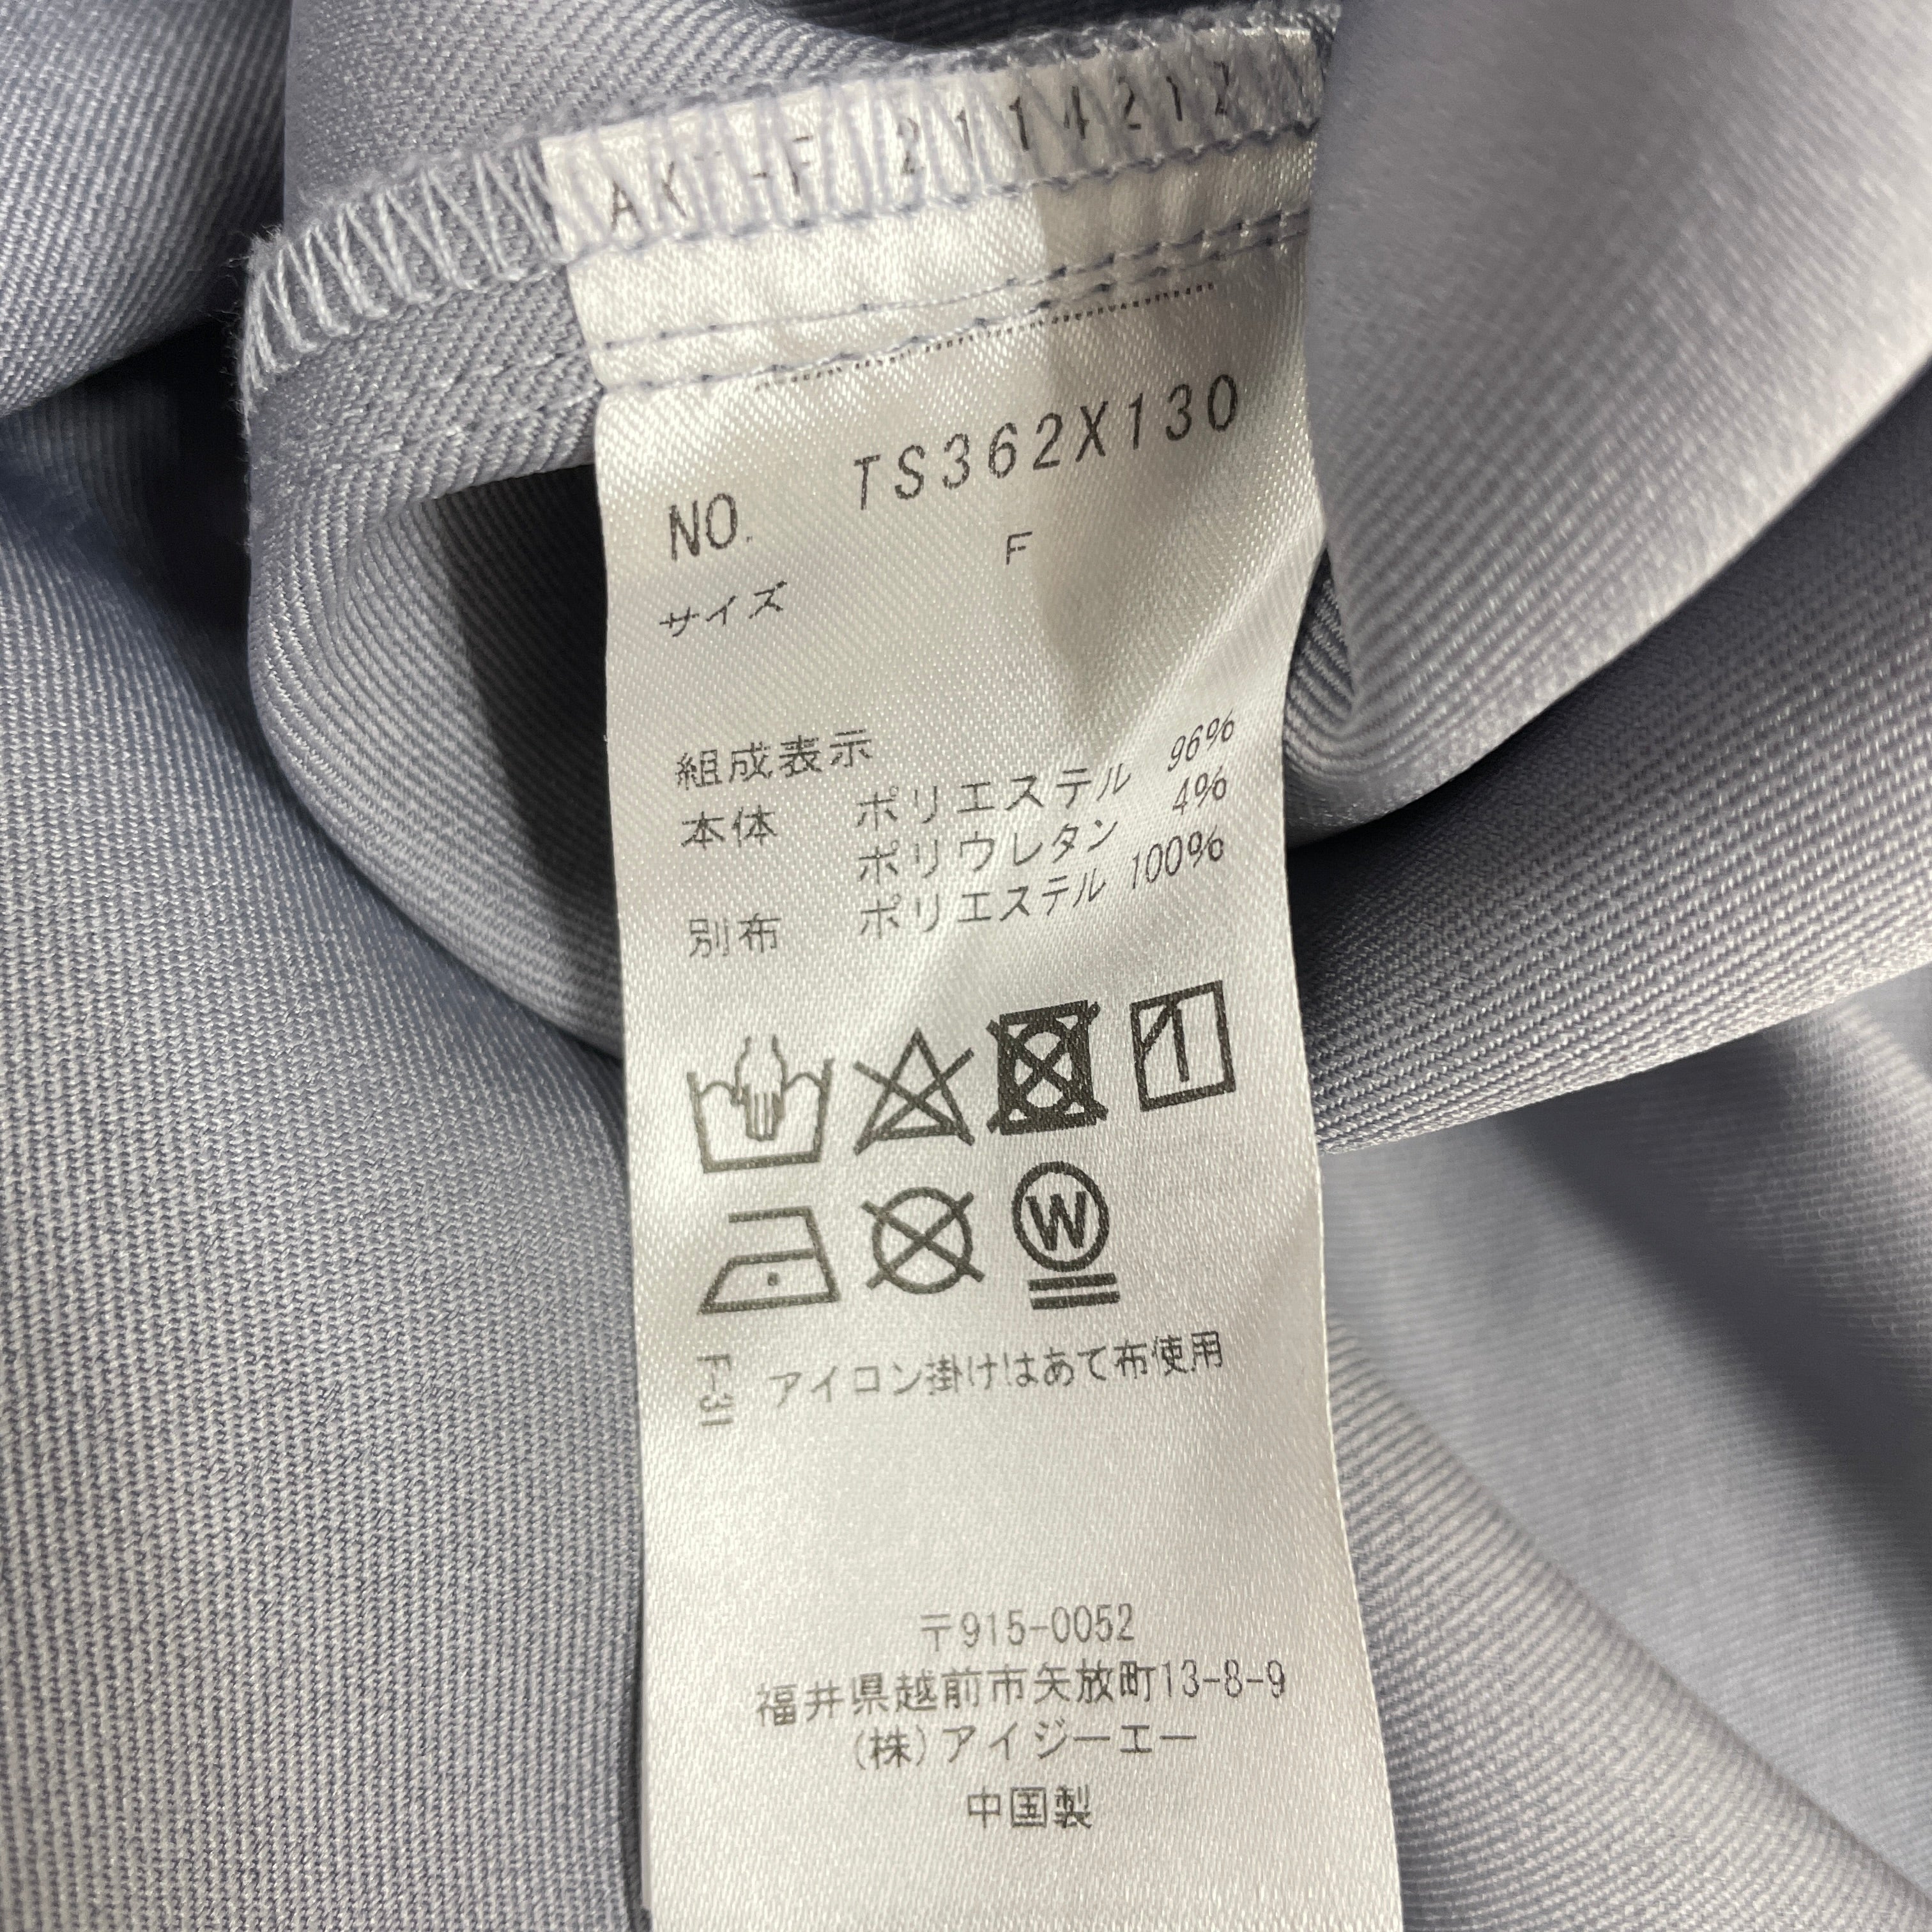 AK -F 2114212
NO. TS362X130
サイズ F
組成表示
本体 ポリエステル 96%
ポリウレタン 4%
別布 ポリエステル 100%
W
F-31 アイロン掛けはあて布使用
〒915-0052
福井県越前市矢放町13-8-9
(株)アイジーエー
中国製